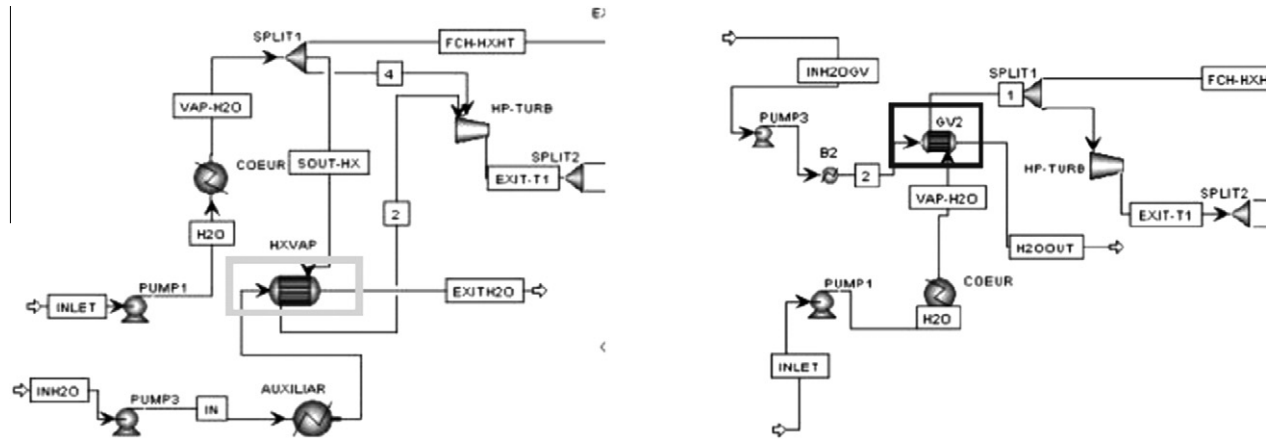 SPLIT1
FCH-HXHT
4
VAP-H2O
HP-TURB
COEUR
SOUT-HX
SPLIT2
EXIT-T1
2
H2O
HXVAP
PUMP1
EXITH2O
INLET
AUXILIAR
INH2O
PUMP3
IN
INH2OGV
SPLIT1
FCH-HXH
1
PUMP3
GV2
B2
2
HP-TURB
VAP-H2O
SPLIT2
EXIT-T1
H2OOUT
COEUR
PUMP1
H2O
INLET